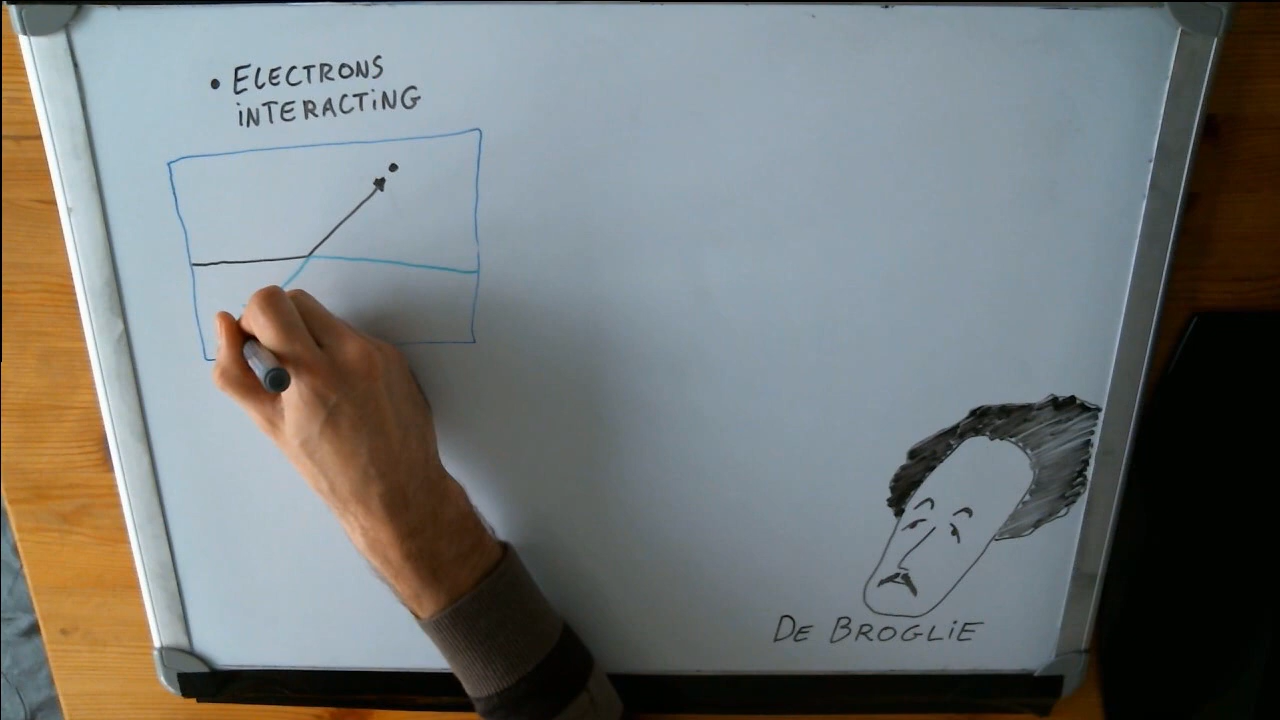 • ELECTRONS
INTERACTING
DE BROGLIE